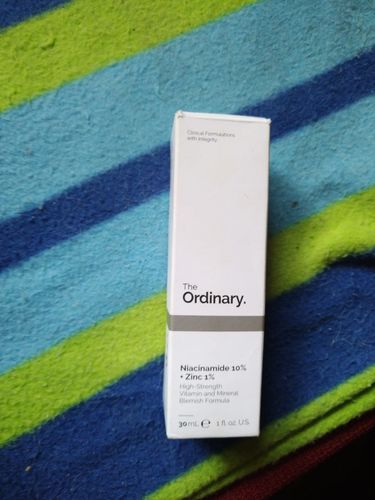 Clinical Formulations
with Integrity.
The
Ordinary.
Niacinamide 10%
+ Zinc 1%
High-Strength
Vitamin and Mineral
Blemish Formula
30 mL ℮ 1 fl. oz. US